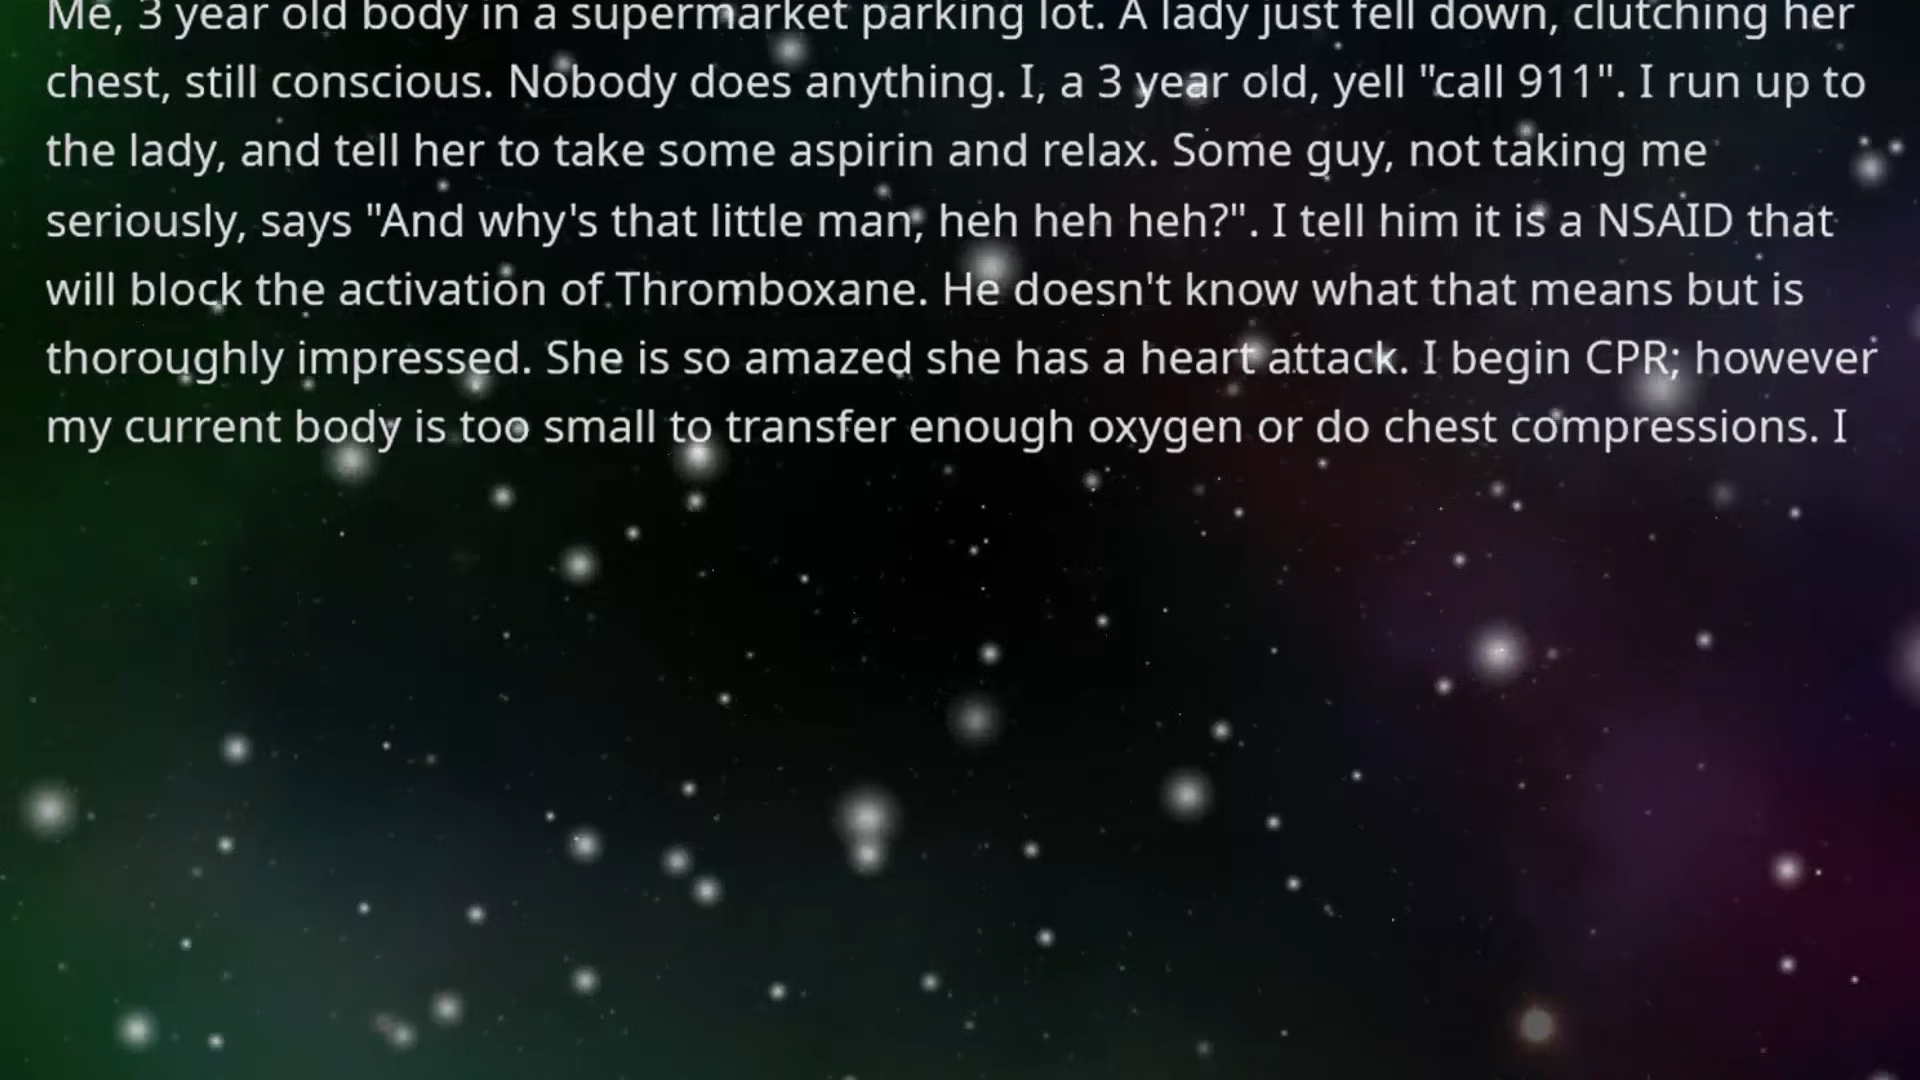 Me, 3 year old body in a supermarket parking lot. A lady just fell down, clutching her
chest, still conscious. Nobody does anything. I, a 3 year old, yell "call 911". I run up to
the lady, and tell her to take some aspirin and relax. Some guy, not taking me
seriously, says "And why's that little man, heh heh heh?". I tell him it is a NSAID that
will block the activation of Thromboxane. He doesn't know what that means but is
thoroughly impressed. She is so amazed she has a heart attack. I begin CPR; however
my current body is too small to transfer enough oxygen or do chest compressions. I